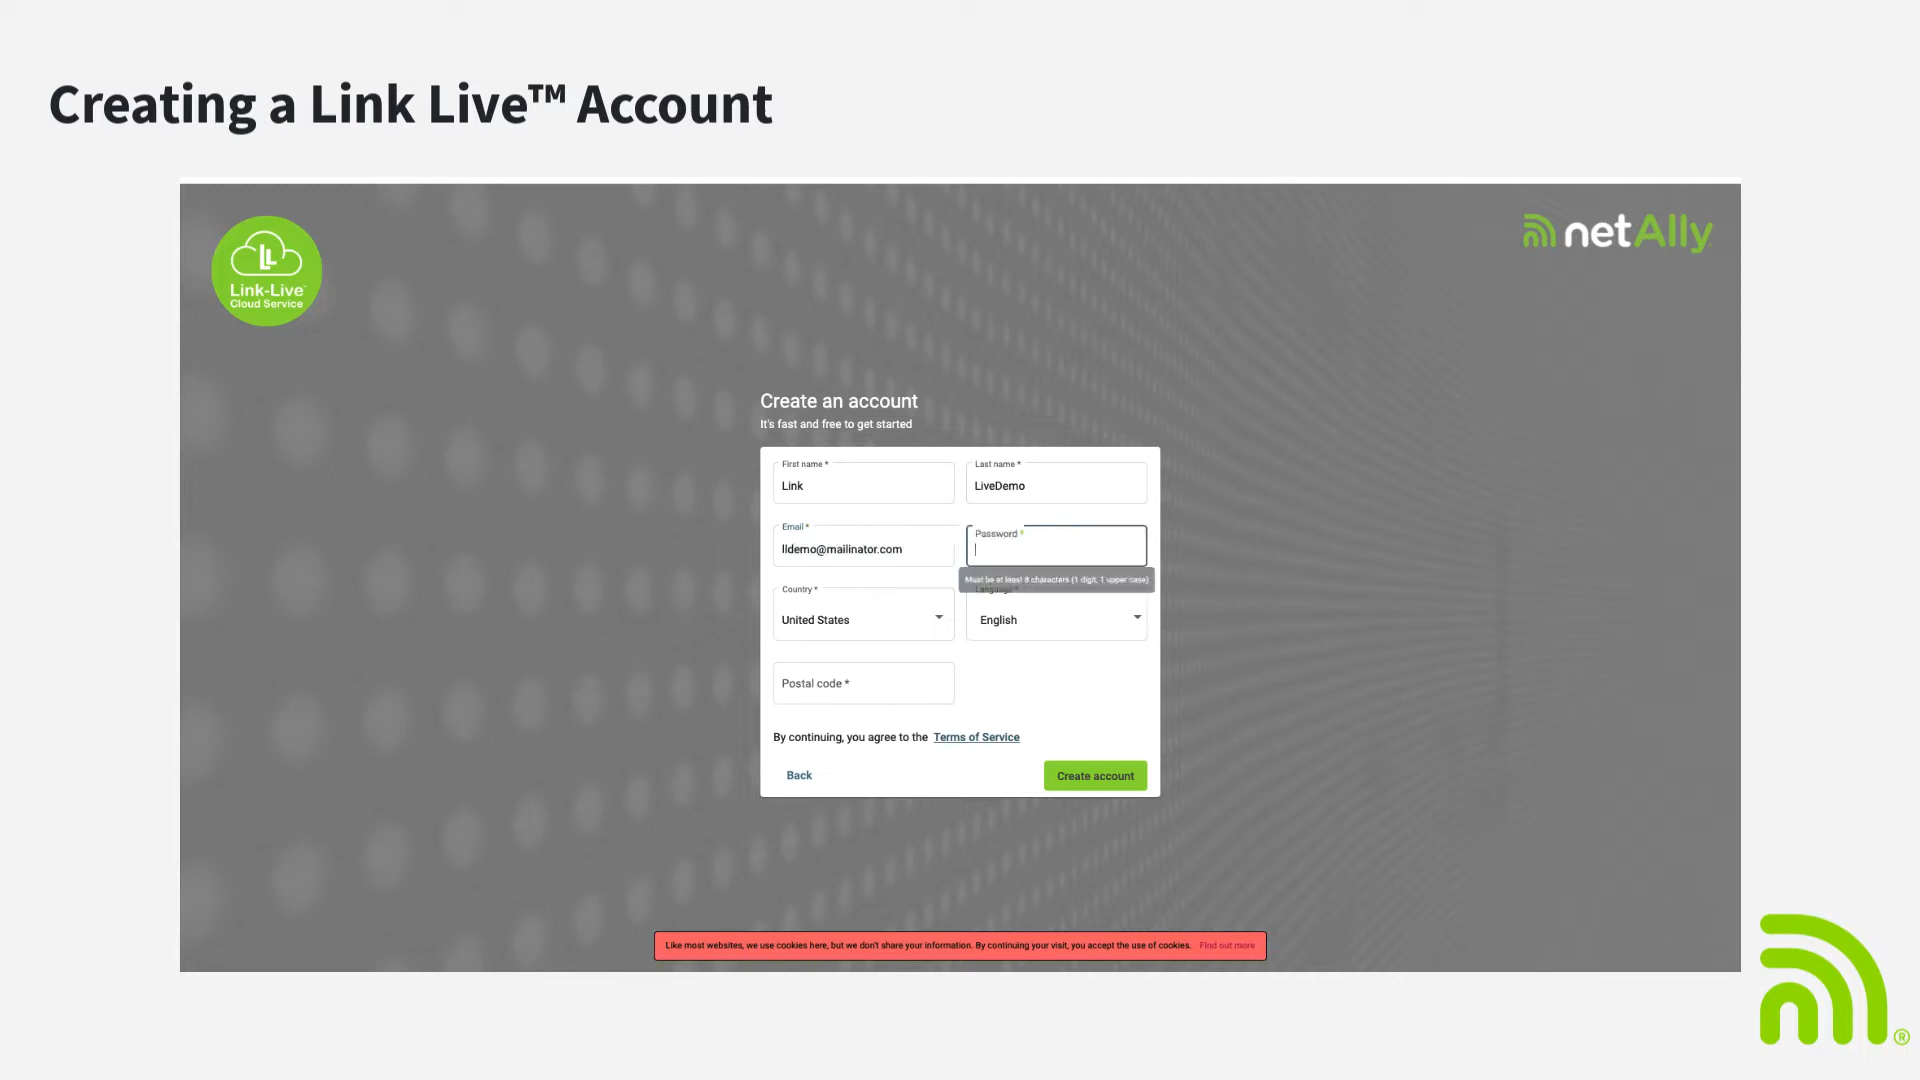 Creating a Link Live™ Account
LL
Link-Live™
Cloud Service
netAlly
Create an account
It's fast and free to get started
First name *
Link
Last name *
LiveDemo
Email *
lldemo@mailinator.com
Password *
Must be at least 8 characters (1 digit, 1 upper case)
Country *
United States
Language *
English
Postal code *
By continuing, you agree to the Terms of Service
Back
Create account
Like most websites, we use cookies here, but we don't share your information. By continuing your visit, you accept the use of cookies. Find out more
®